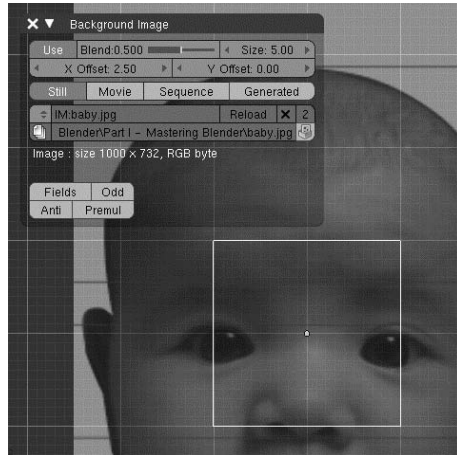 Background Image
Use Blend:0.500 Size: 5.00
X Offset: 2.50 Y Offset: 0.00
Still Movie Sequence Generated
IM:baby.jpg Reload 2
Blender\Part I - Mastering Blender\baby.jpg
Image : size 1000 x 732, RGB byte
Fields Odd
Anti Premul